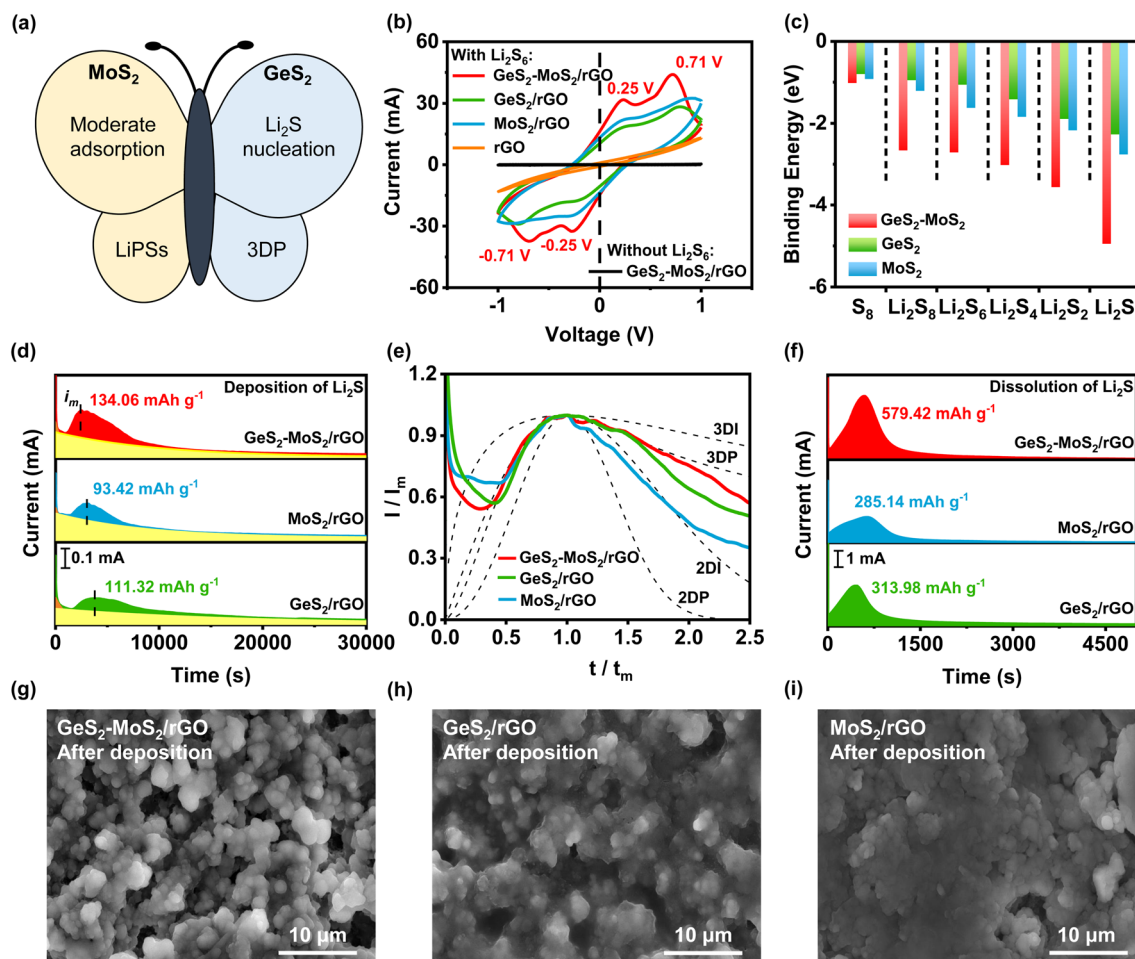 (a)
MoS2
GeS2
Moderate
adsorption
Li2S
nucleation
LiPSs
3DP
(b)
60
30
0
-30
-60
Current (mA)
With Li2S6:
GeS2-MoS2/rGO
GeS2/rGO
MoS2/rGO
rGO
0.25 V
0.71 V
-0.71 V
-0.25 V
Without Li2S6:
GeS2-MoS2/rGO
-1
0
1
Voltage (V)
(c)
0
-2
-4
-6
Binding Energy (eV)
GeS2-MoS2
GeS2
MoS2
S8
Li2S8
Li2S6
Li2S4
Li2S2
Li2S
(d)
Current (mA)
Deposition of Li2S
im
134.06 mAh g-1
GeS2-MoS2/rGO
93.42 mAh g-1
MoS2/rGO
0.1 mA
111.32 mAh g-1
GeS2/rGO
0
10000
20000
30000
Time (s)
(e)
1.2
0.9
0.6
0.3
0.0
I / Im
3DI
3DP
2DI
2DP
GeS2-MoS2/rGO
GeS2/rGO
MoS2/rGO
0.0
0.5
1.0
1.5
2.0
2.5
t / tm
(f)
Current (mA)
Dissolution of Li2S
579.42 mAh g-1
GeS2-MoS2/rGO
285.14 mAh g-1
MoS2/rGO
1 mA
313.98 mAh g-1
GeS2/rGO
0
1500
3000
4500
Time (s)
(g)
GeS2-MoS2/rGO
After deposition
10 µm
(h)
GeS2/rGO
After deposition
10 µm
(i)
MoS2/rGO
After deposition
10 µm